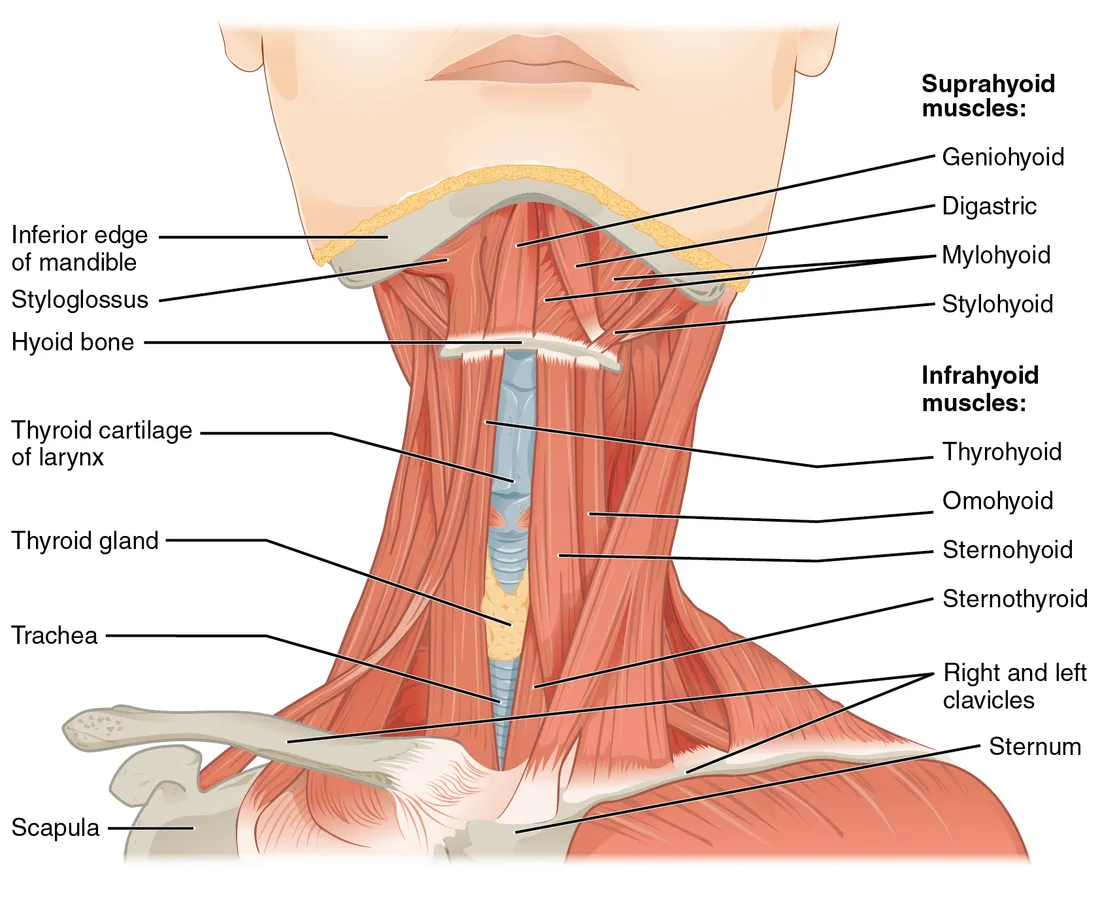 Inferior edge
of mandible
Styloglossus
Hyoid bone
Thyroid cartilage
of larynx
Thyroid gland
Trachea
Scapula
Suprahyoid
muscles:
Geniohyoid
Digastric
Mylohyoid
Stylohyoid
Infrahyoid
muscles:
Thyrohyoid
Omohyoid
Sternohyoid
Sternothyroid
Right and left
clavicles
Sternum